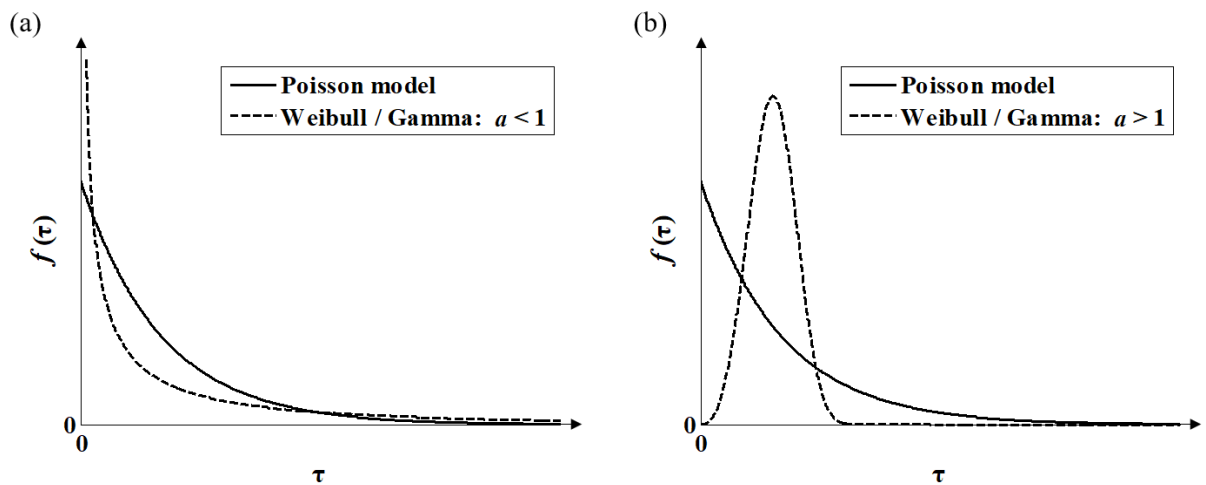 (a)
Poisson model
Weibull / Gamma: a < 1
f (τ)
0
0
τ
(b)
Poisson model
Weibull / Gamma: a > 1
f (τ)
0
0
τ